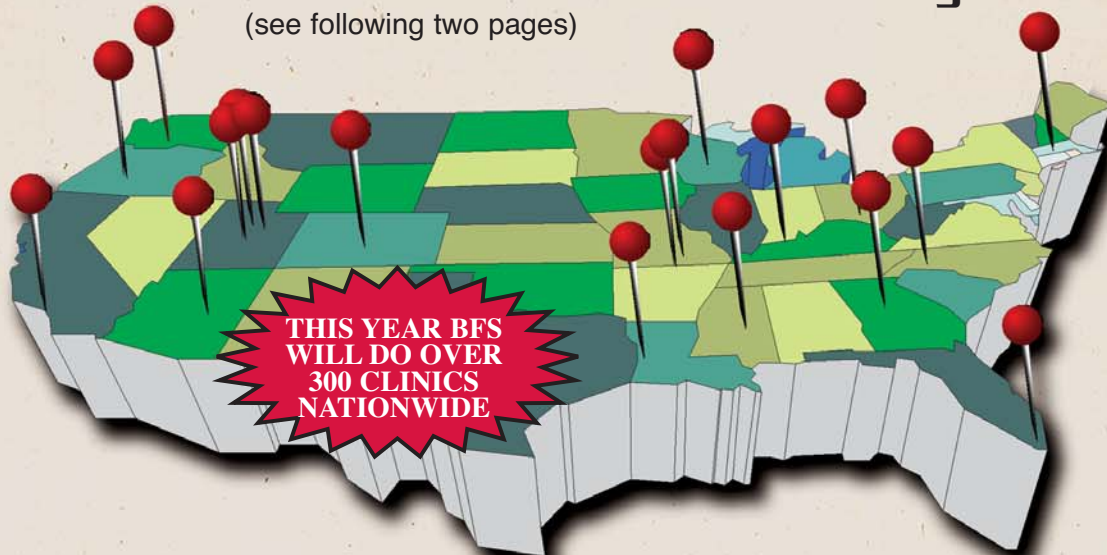 (see following two pages)
THIS YEAR BFS
WILL DO OVER
300 CLINICS
NATIONWIDE